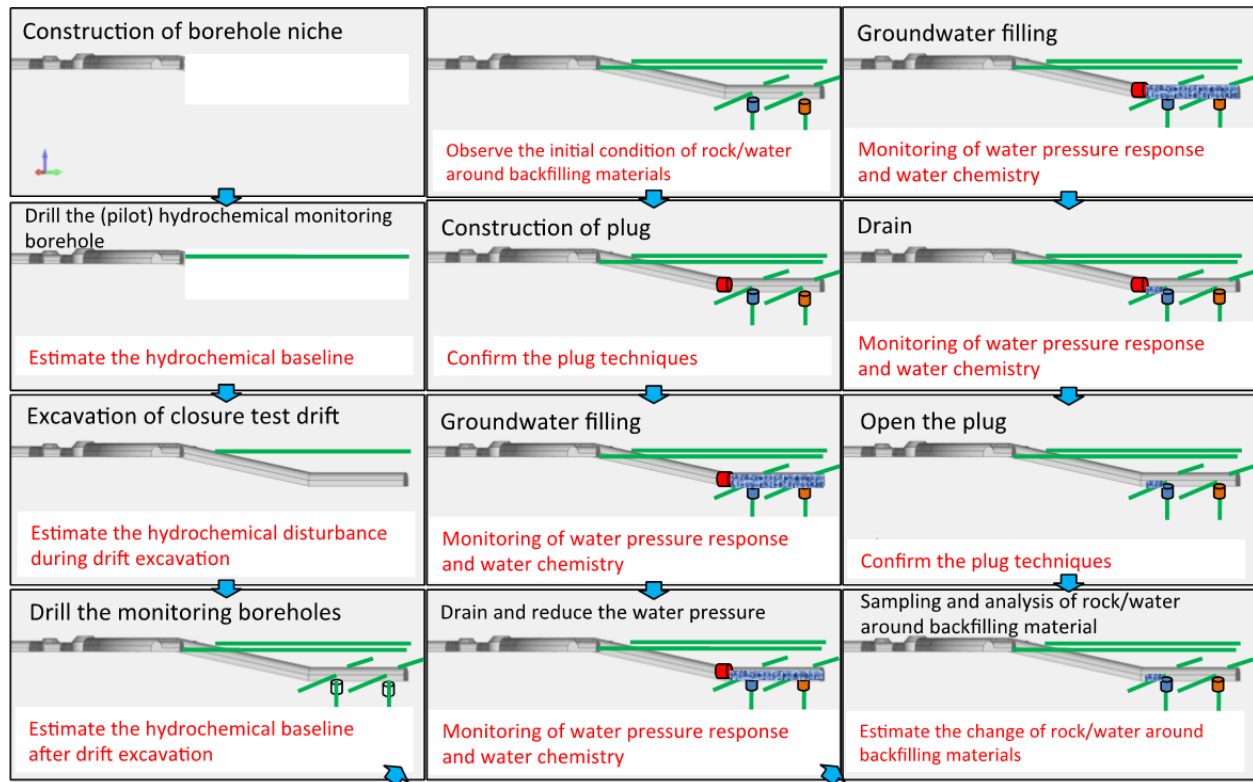 Construction of borehole niche
Drill the (pilot) hydrochemical monitoring
borehole
Estimate the hydrochemical baseline
Excavation of closure test drift
Estimate the hydrochemical disturbance
during drift excavation
Drill the monitoring boreholes
Estimate the hydrochemical baseline
after drift excavation
Observe the initial condition of rock/water
around backfilling materials
Construction of plug
Confirm the plug techniques
Groundwater filling
Monitoring of water pressure response
and water chemistry
Drain and reduce the water pressure
Monitoring of water pressure response
and water chemistry
Groundwater filling
Monitoring of water pressure response
and water chemistry
Drain
Monitoring of water pressure response
and water chemistry
Open the plug
Confirm the plug techniques
Sampling and analysis of rock/water
around backfilling material
Estimate the change of rock/water around
backfilling materials